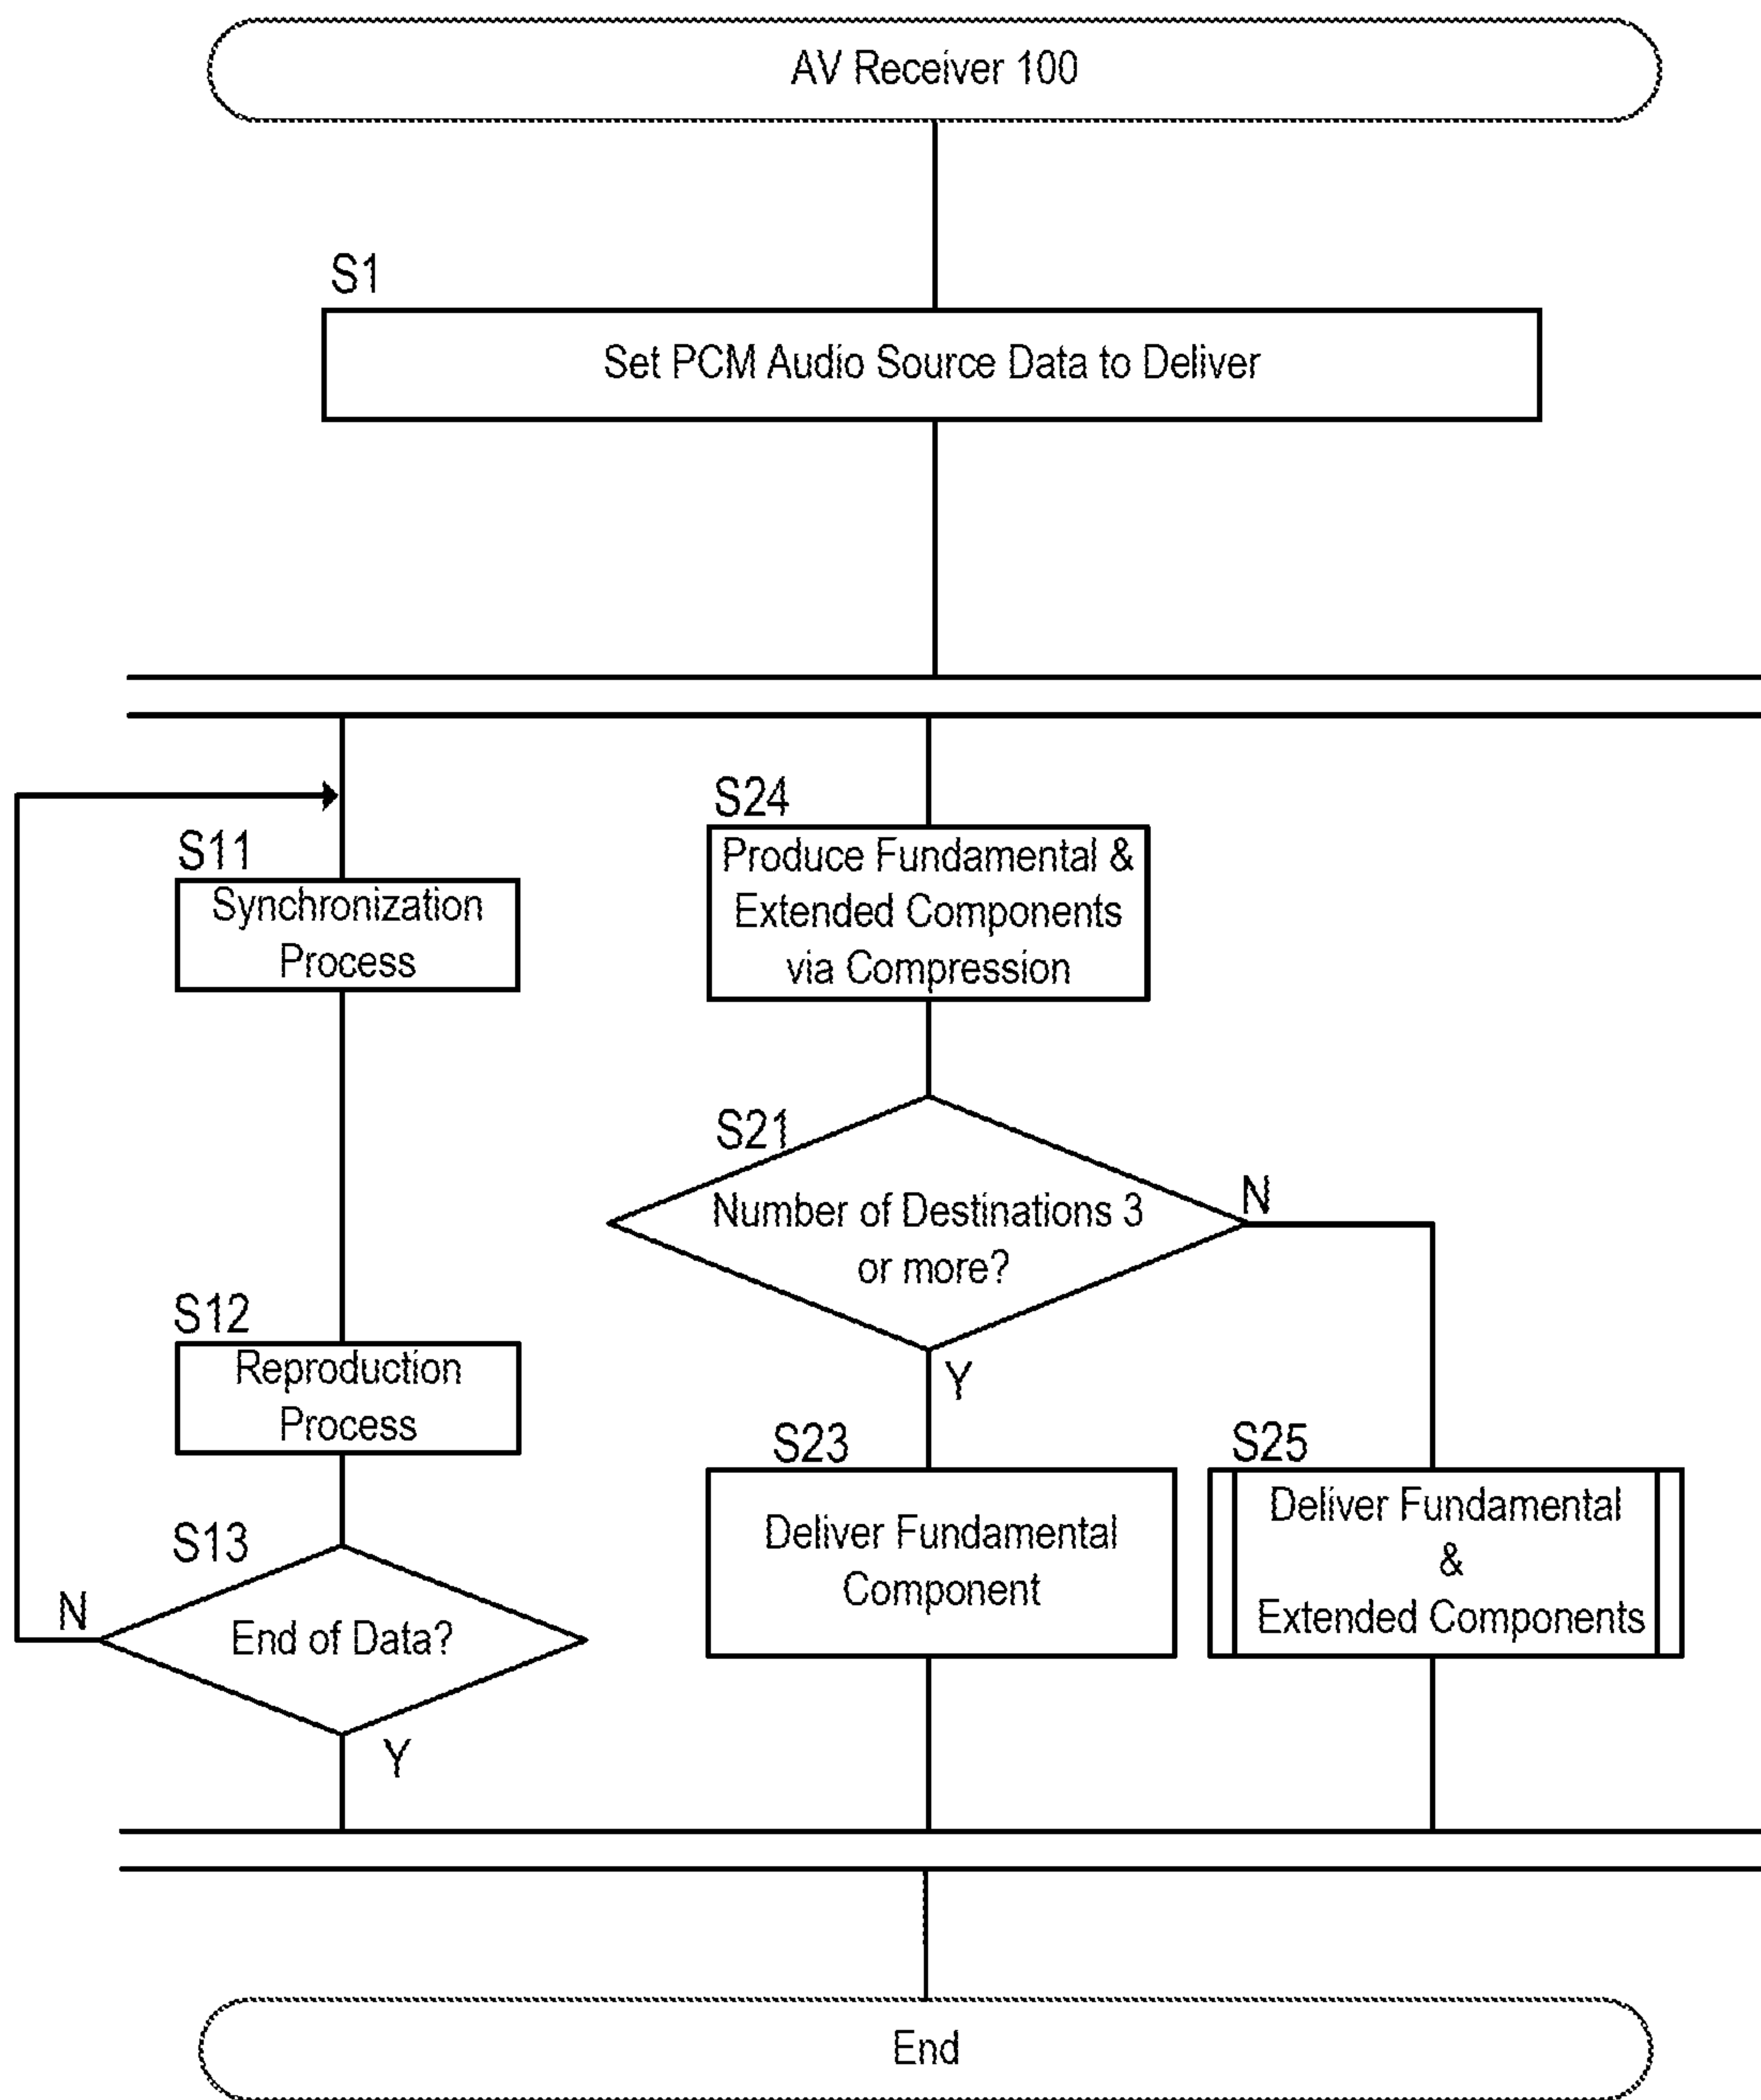 AV Receiver 100
S1
Set PCM Audio Source Data to Deliver
S11
Synchronization
Process
S12
Reproduction
Process
S13
End of Data?
N
Y
S24
Produce Fundamental &
Extended Components
via Compression
S21
Number of Destinations 3
or more?
N
Y
S23
Deliver Fundamental
Component
S25
Deliver Fundamental
&
Extended Components
End